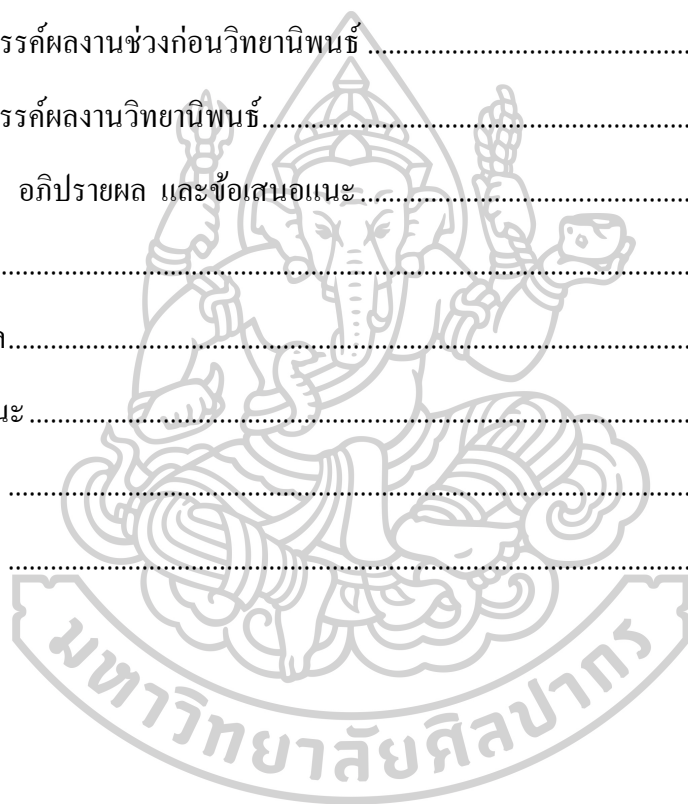 รรค์ผลงานช่วงก่อนวิทยานิพนธ์
รรค์ผลงานวิทยานิพนธ์
อภิปรายผล และข้อเสนอแนะ
นะ
มหาวิทยาลัยศิลปากร